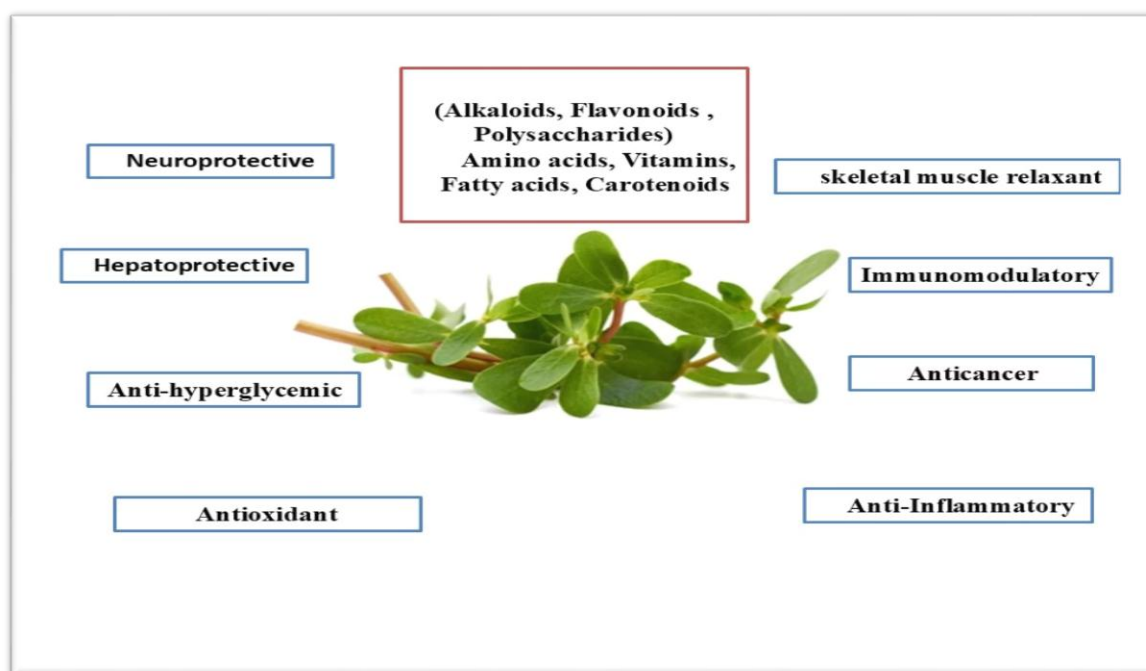 (Alkaloids, Flavonoids ,
Polysaccharides)
Amino acids, Vitamins,
Fatty acids, Carotenoids
Neuroprotective
skeletal muscle relaxant
Hepatoprotective
Immunomodulatory
Anti-hyperglycemic
Anticancer
Antioxidant
Anti-Inflammatory